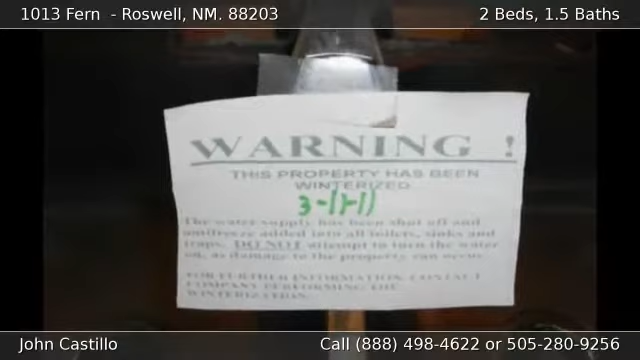 1013 Fern - Roswell, NM. 88203
2 Beds, 1.5 Baths
WARNING !
THIS PROPERTY HAS BEEN
WINTERIZED
The water supply has been shut off and
antifreeze added into all toilets, sinks and
traps. DO NOT attempt to turn the water
on, as damage to the property can occur.
FOR FURTHER INFORMATION, CONTACT
COMPANY PERFORMING THE
WINTERIZATION.
John Castillo
Call (888) 498-4622 or 505-280-9256